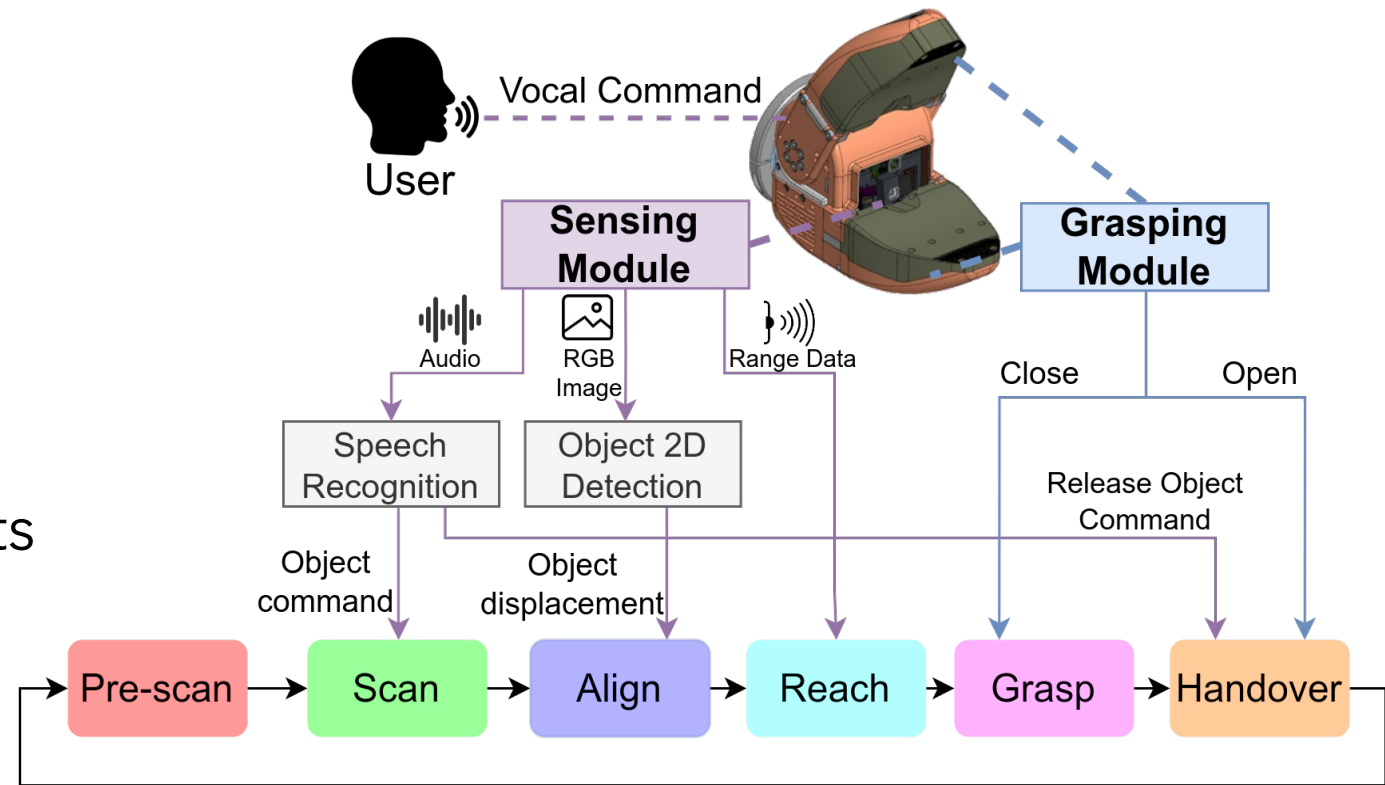 Vocal Command
User
Sensing
Module
Grasping
Module
Audio
RGB
Image
Range Data
Close
Open
Speech
Recognition
Object 2D
Detection
Release Object
Command
ts
Object
command
Object
displacement
Pre-scan
Scan
Align
Reach
Grasp
Handover